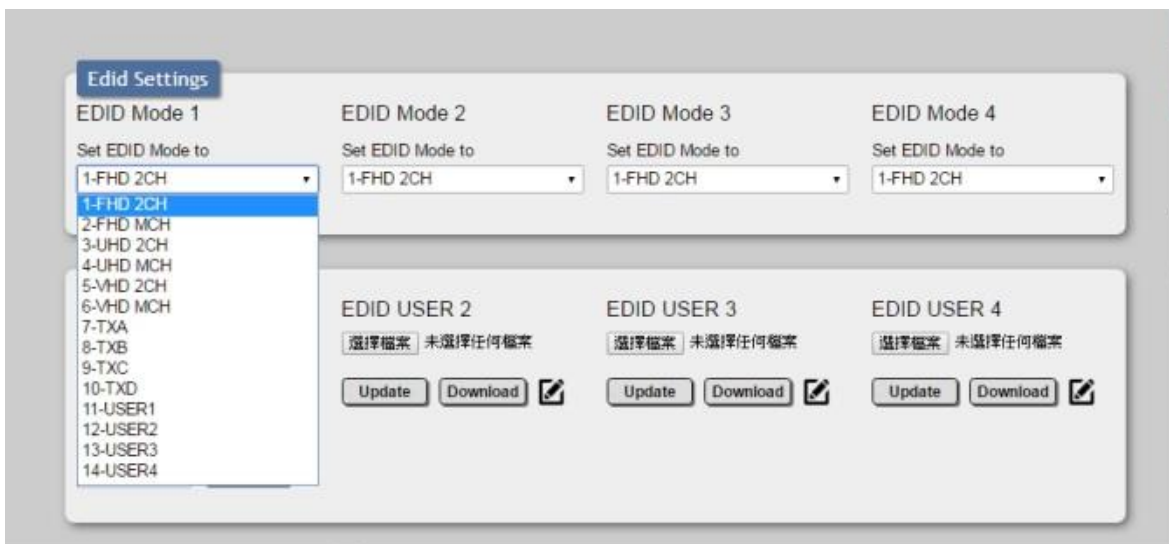 Edid Settings
EDID Mode 1
Set EDID Mode to
1-FHD 2CH
1-FHD 2CH
2-FHD MCH
3-UHD 2CH
4-UHD MCH
5-VHD 2CH
6-VHD MCH
7-TXA
8-TXB
9-TXC
10-TXD
11-USER1
12-USER2
13-USER3
14-USER4
EDID Mode 2
Set EDID Mode to
1-FHD 2CH
EDID Mode 3
Set EDID Mode to
1-FHD 2CH
EDID Mode 4
Set EDID Mode to
1-FHD 2CH
EDID USER 2
選擇檔案 未選擇任何檔案
Update Download
EDID USER 3
選擇檔案 未選擇任何檔案
Update Download
EDID USER 4
選擇檔案 未選擇任何檔案
Update Download